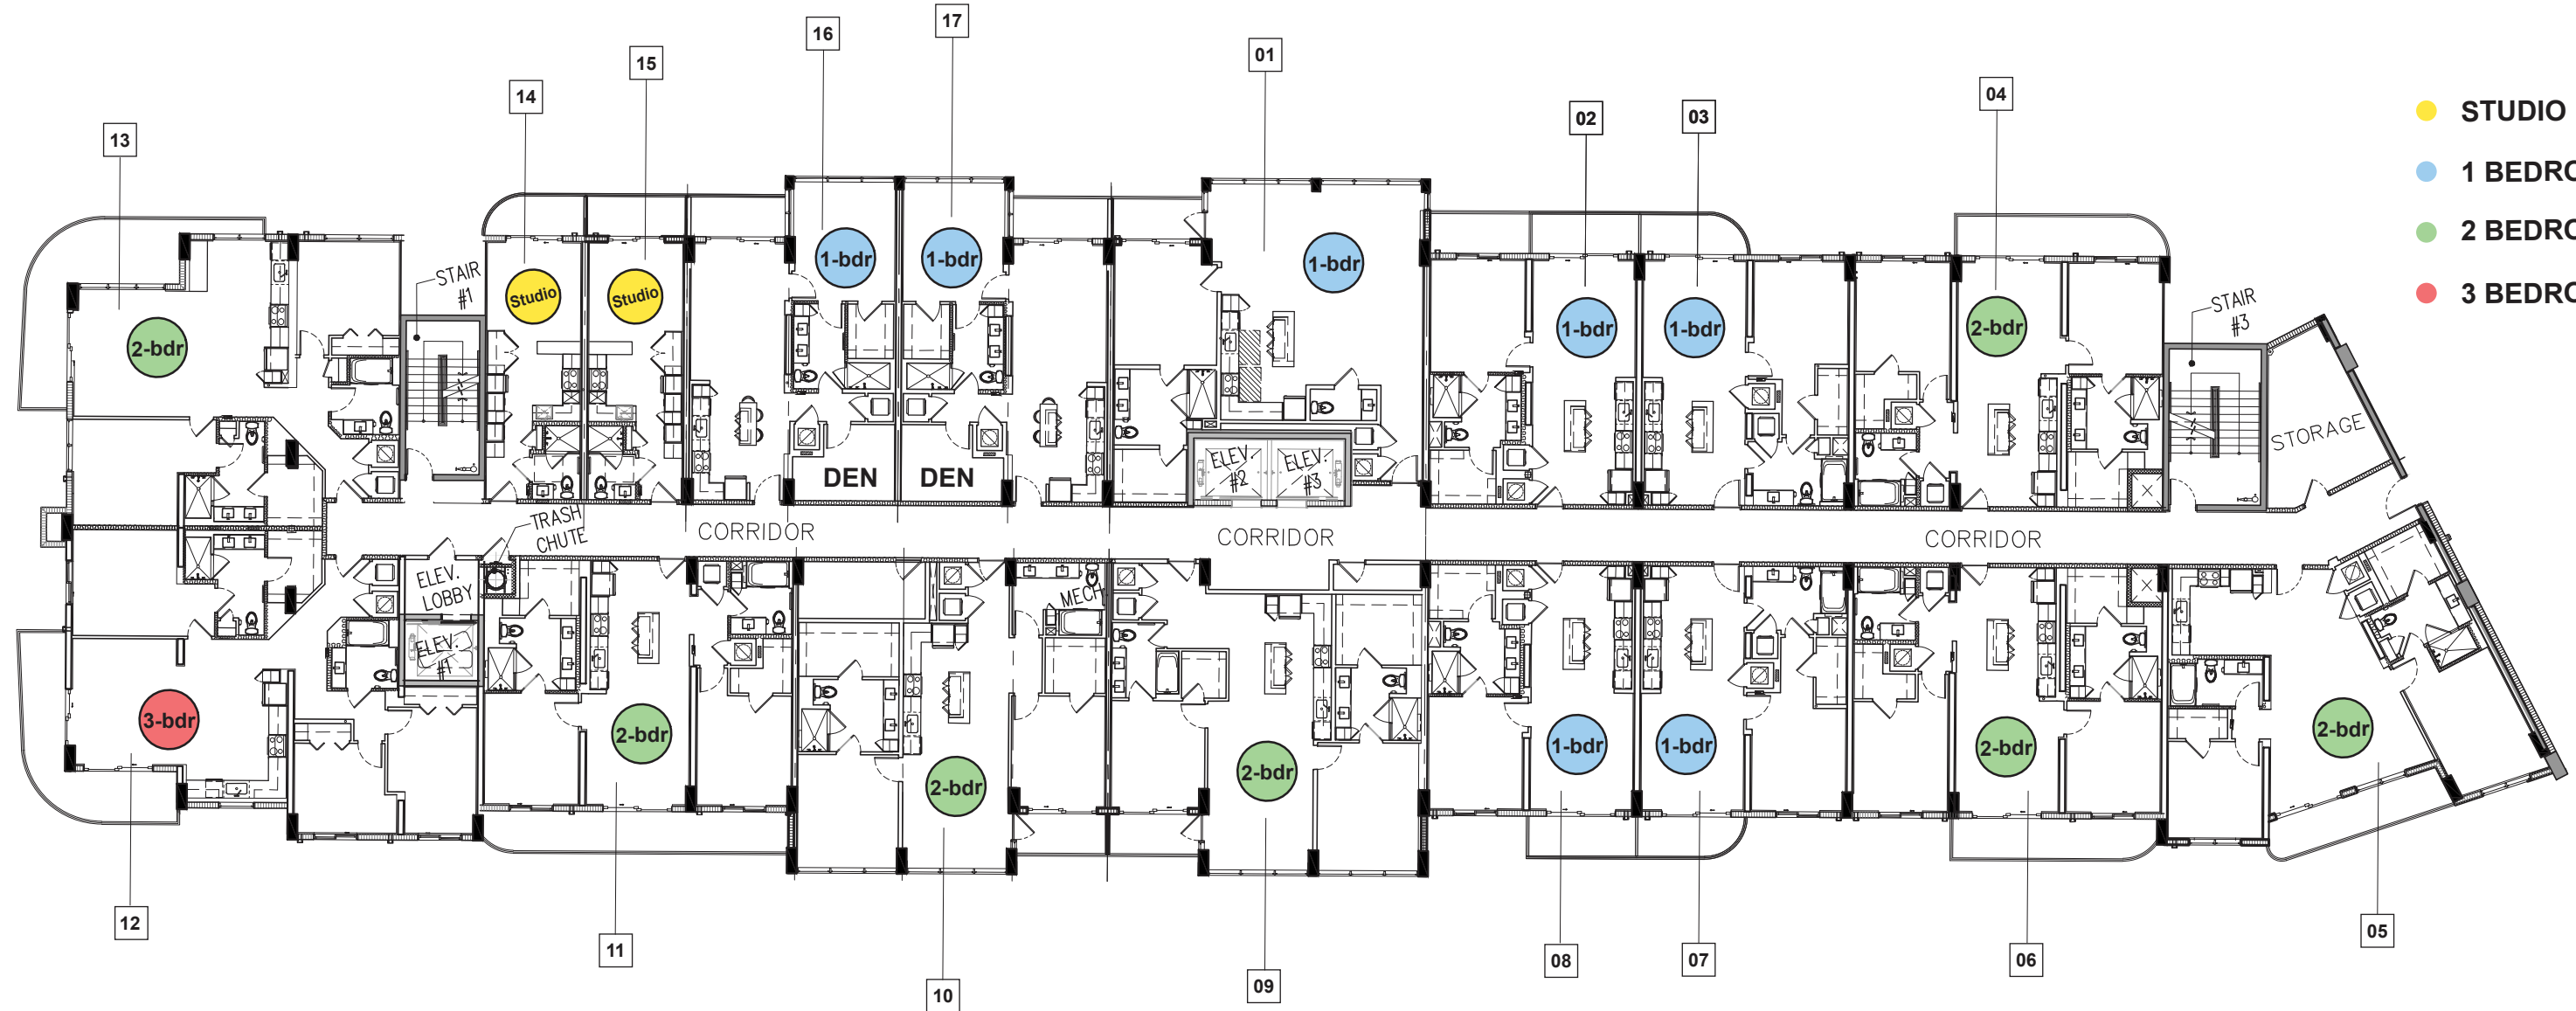 17
16
01
15
04
14
STUDIO
02
03
13
1 BEDRO
2 BEDRO
1-bdr
1-bdr
1-bdr
STAIR
#1
Studio
Studio
3 BEDRO
STAIR
#3
2-bdr
1-bdr
1-bdr
2-bdr
STORAGE
ELEV.
#2
ELEV.
#3
DEN
DEN
TRASH
CHUTE
CORRIDOR
CORRIDOR
CORRIDOR
ELEV.
LOBBY
MECH
ELEV.
#1
3-bdr
2-bdr
2-bdr
2-bdr
1-bdr
1-bdr
2-bdr
2-bdr
12
05
11
08
07
06
09
10